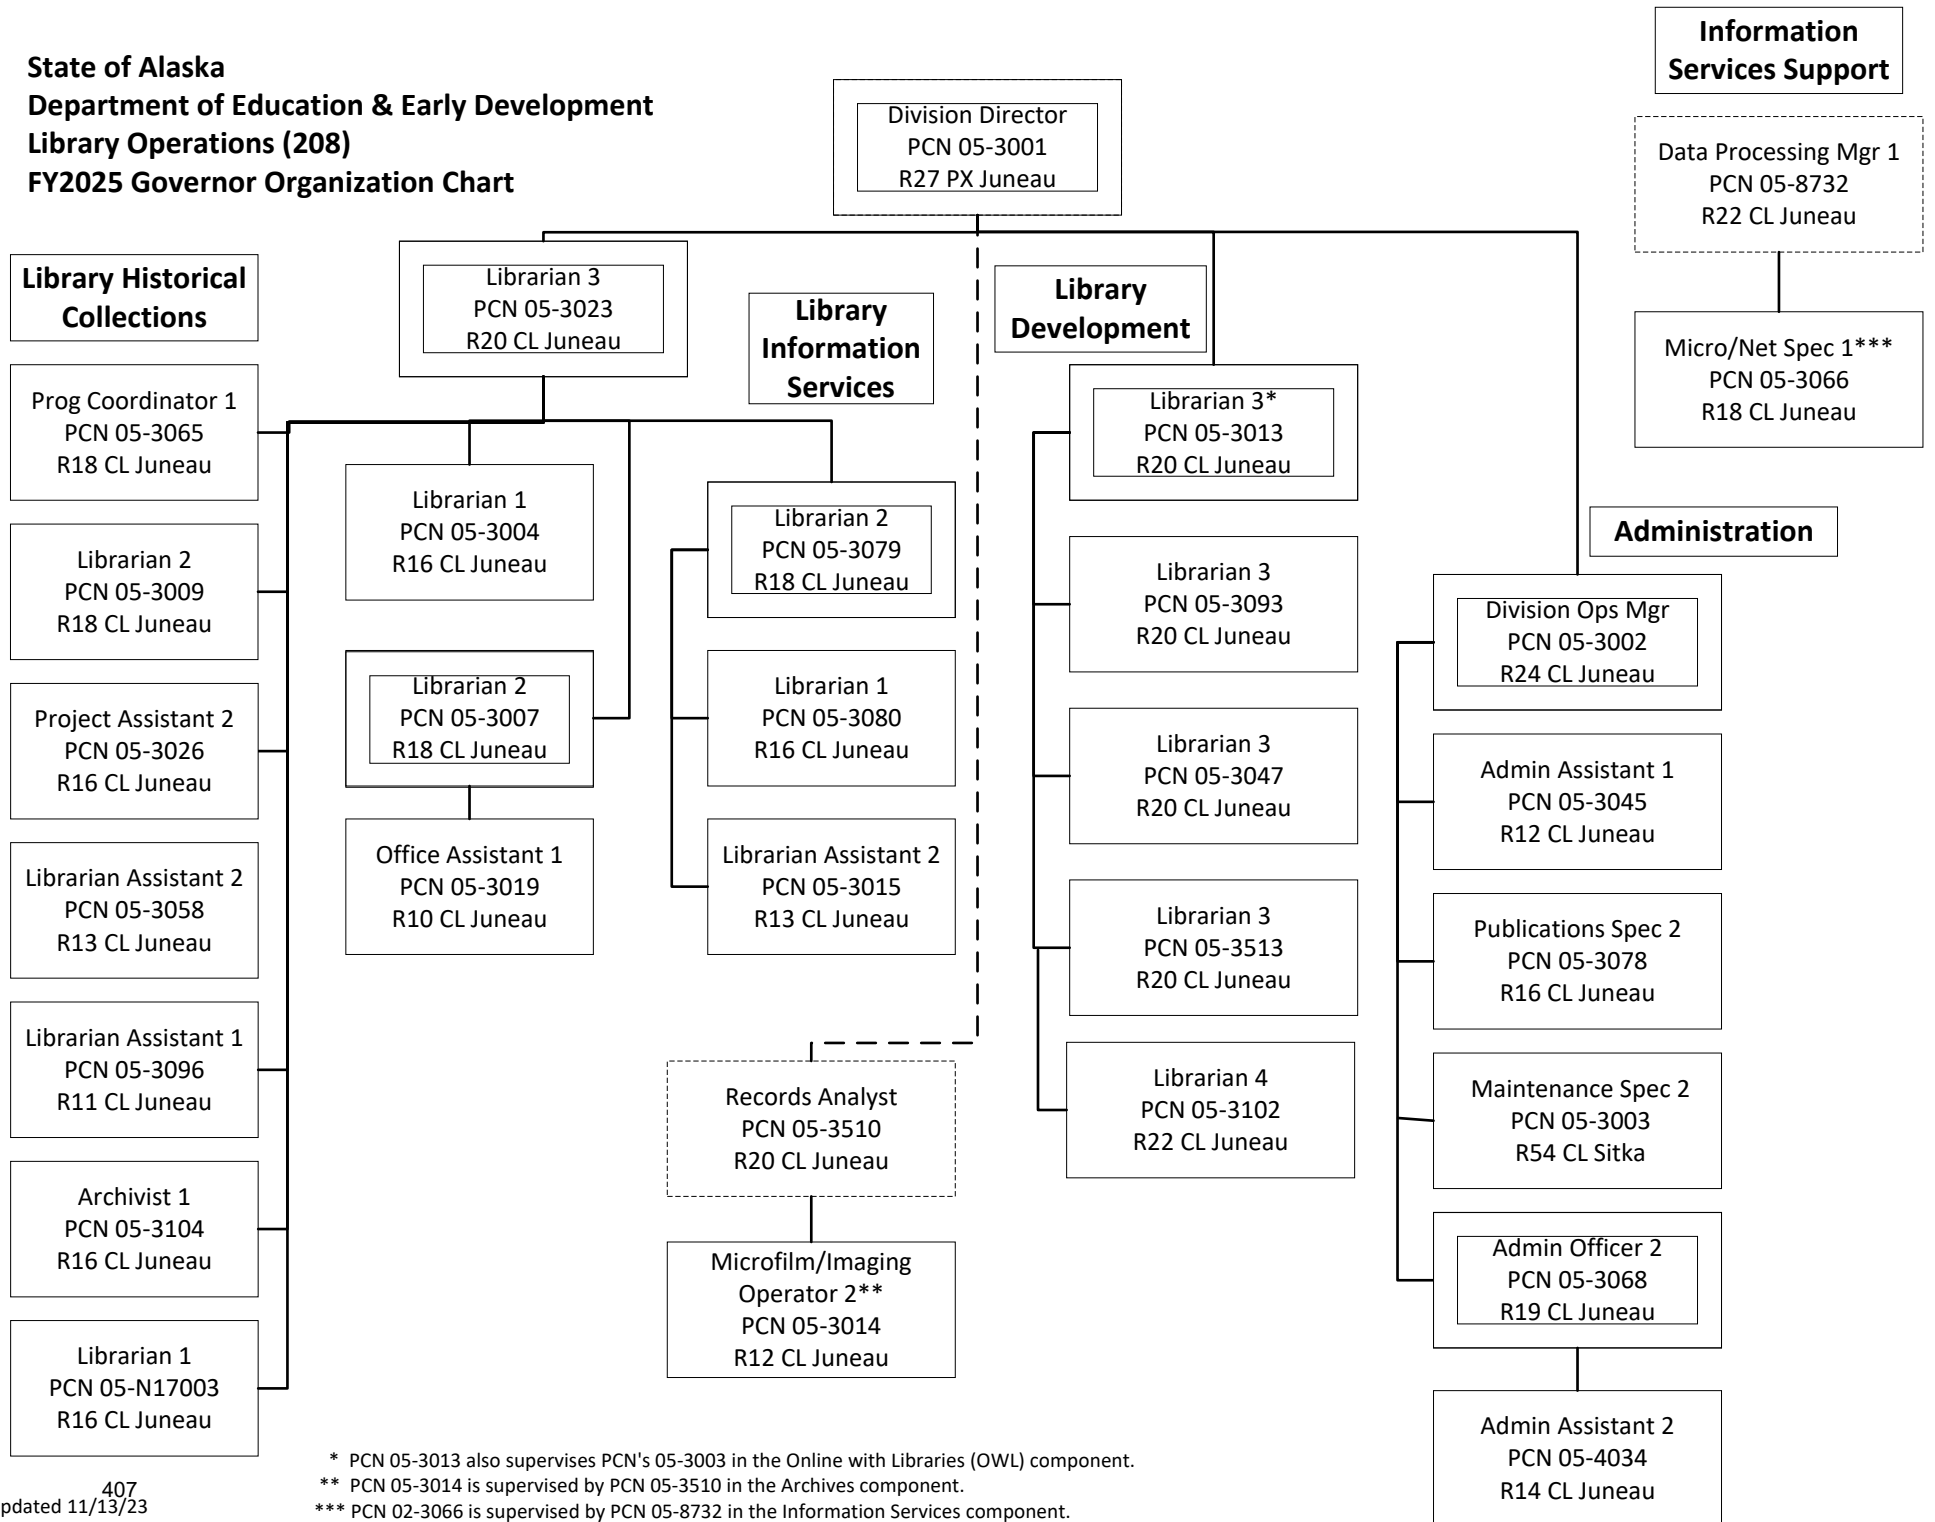 State of Alaska
Department of Education & Early Development
Library Operations (208)
FY2025 Governor Organization Chart
Division Director
PCN 05-3001
R27 PX Juneau
Information
Services Support
Data Processing Mgr 1
PCN 05-8732
R22 CL Juneau
Micro/Net Spec 1***
PCN 05-3066
R18 CL Juneau
Library Historical
Collections
Prog Coordinator 1
PCN 05-3065
R18 CL Juneau
Librarian 2
PCN 05-3009
R18 CL Juneau
Project Assistant 2
PCN 05-3026
R16 CL Juneau
Librarian Assistant 2
PCN 05-3058
R13 CL Juneau
Librarian Assistant 1
PCN 05-3096
R11 CL Juneau
Archivist 1
PCN 05-3104
R16 CL Juneau
Librarian 1
PCN 05-N17003
R16 CL Juneau
Librarian 3
PCN 05-3023
R20 CL Juneau
Librarian 1
PCN 05-3004
R16 CL Juneau
Librarian 2
PCN 05-3007
R18 CL Juneau
Office Assistant 1
PCN 05-3019
R10 CL Juneau
Library
Information
Services
Librarian 2
PCN 05-3079
R18 CL Juneau
Librarian 1
PCN 05-3080
R16 CL Juneau
Librarian Assistant 2
PCN 05-3015
R13 CL Juneau
Records Analyst
PCN 05-3510
R20 CL Juneau
Microfilm/Imaging
Operator 2**
PCN 05-3014
R12 CL Juneau
Library
Development
Librarian 3*
PCN 05-3013
R20 CL Juneau
Librarian 3
PCN 05-3093
R20 CL Juneau
Librarian 3
PCN 05-3047
R20 CL Juneau
Librarian 3
PCN 05-3513
R20 CL Juneau
Librarian 4
PCN 05-3102
R22 CL Juneau
Administration
Division Ops Mgr
PCN 05-3002
R24 CL Juneau
Admin Assistant 1
PCN 05-3045
R12 CL Juneau
Publications Spec 2
PCN 05-3078
R16 CL Juneau
Maintenance Spec 2
PCN 05-3003
R54 CL Sitka
Admin Officer 2
PCN 05-3068
R19 CL Juneau
Admin Assistant 2
PCN 05-4034
R14 CL Juneau
* PCN 05-3013 also supervises PCN's 05-3003 in the Online with Libraries (OWL) component.
** PCN 05-3014 is supervised by PCN 05-3510 in the Archives component.
*** PCN 02-3066 is supervised by PCN 05-8732 in the Information Services component.
407
pdated 11/13/23